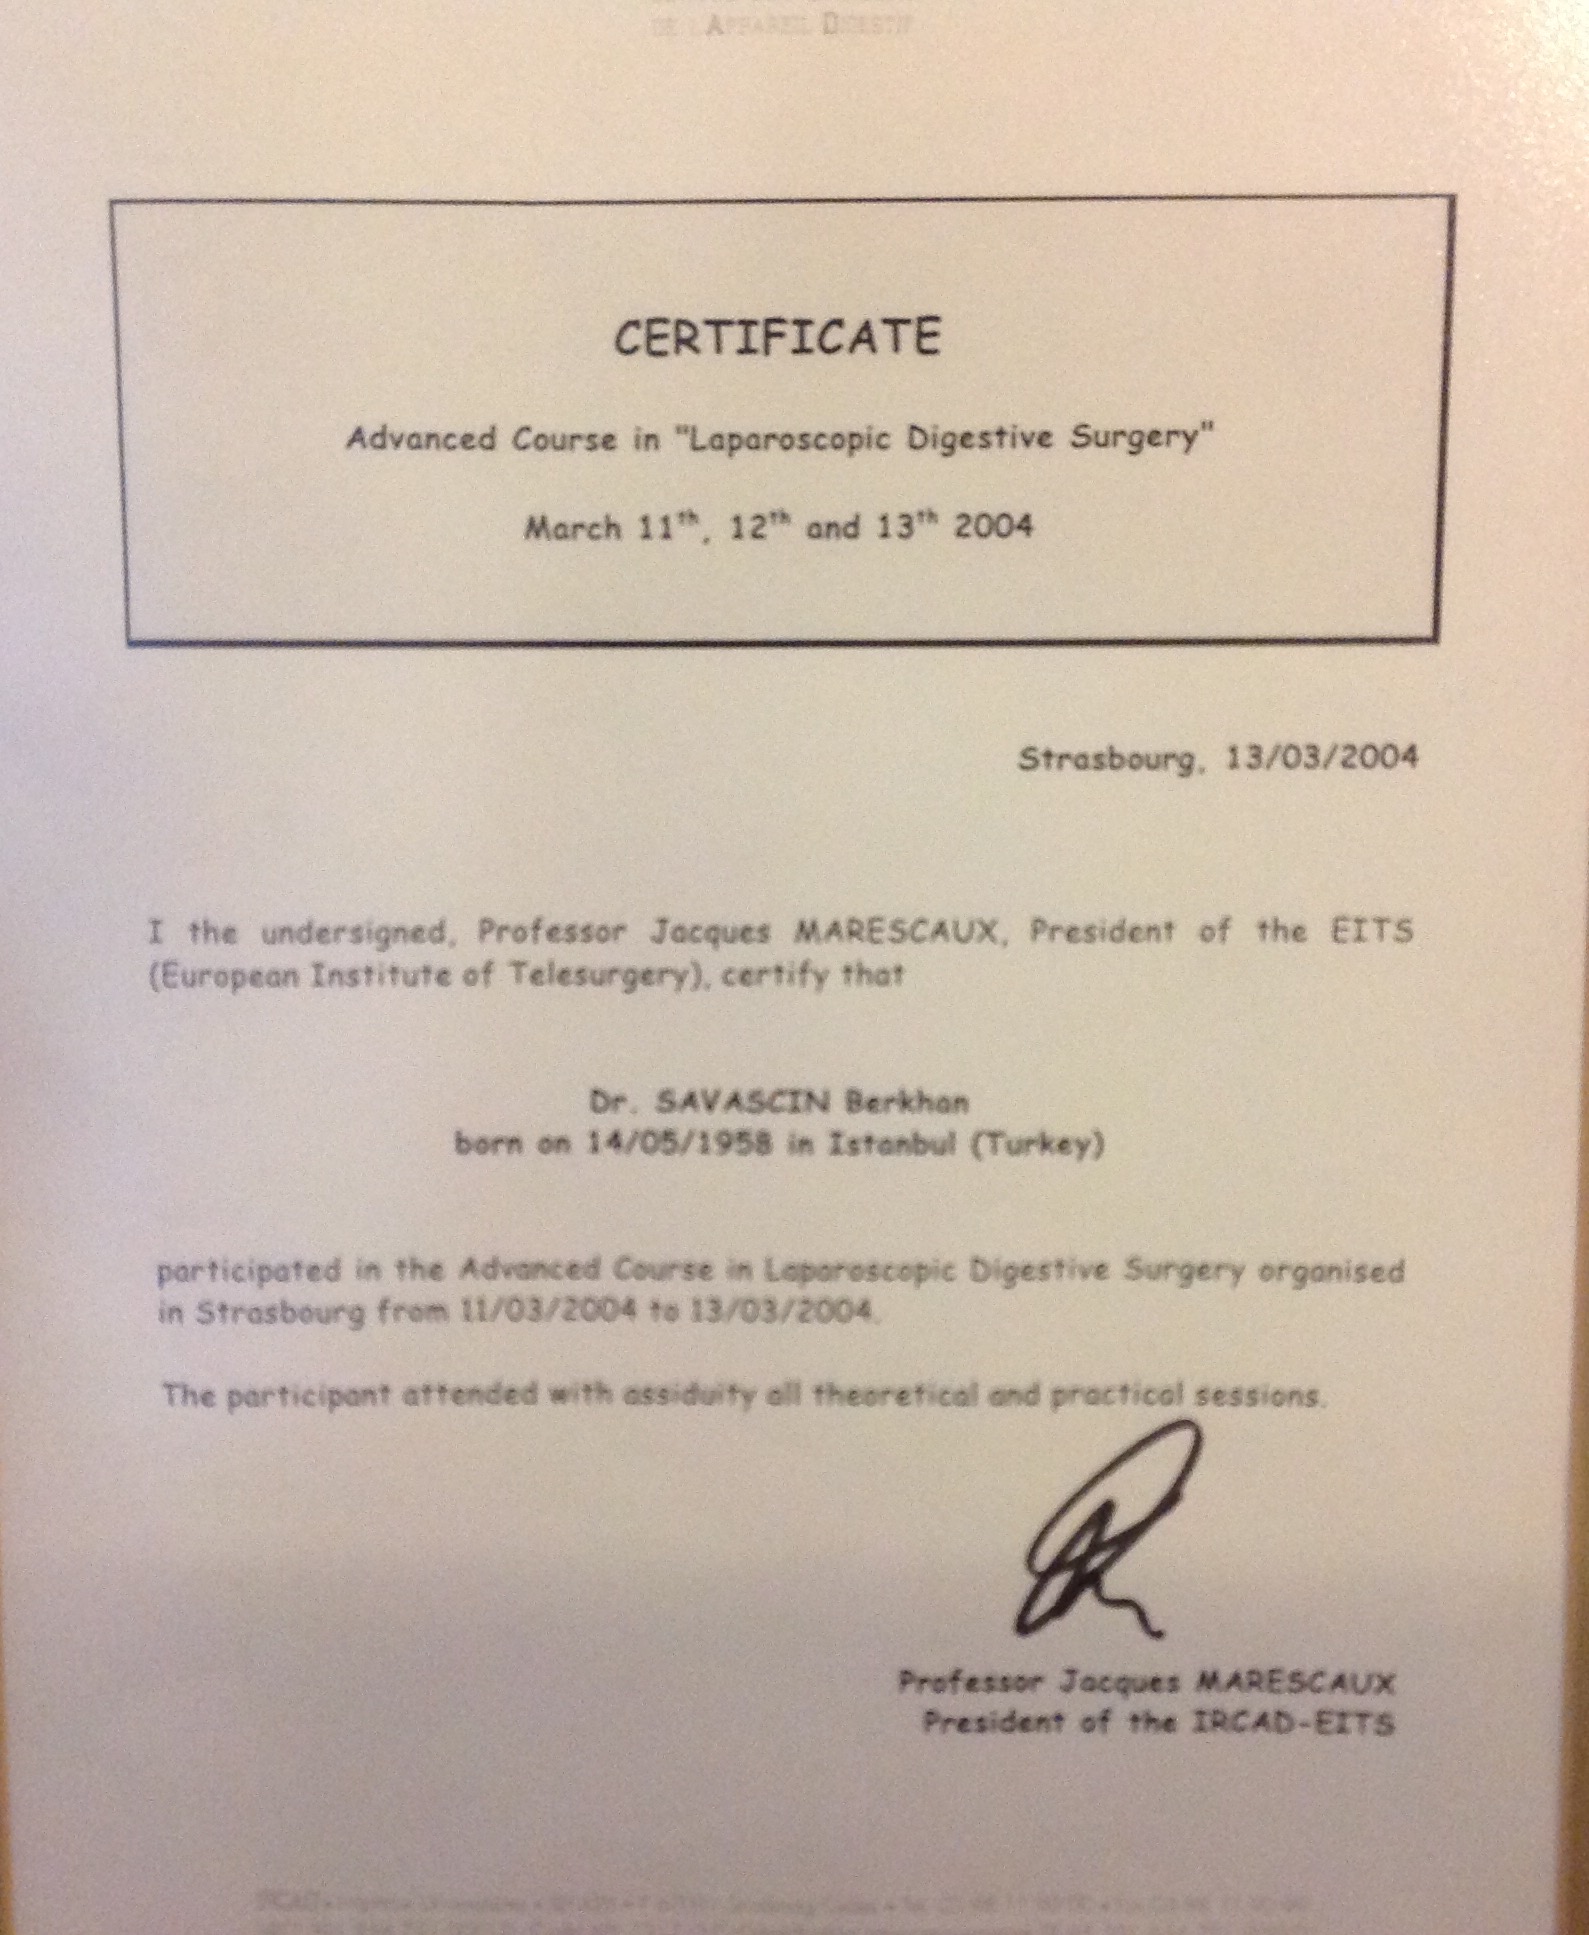 DE L'APPAREIL DIGESTIF
CERTIFICATE
Advanced Course in "Laparoscopic Digestive Surgery"
March 11th, 12th and 13th 2004
Strasbourg, 13/03/2004
I the undersigned, Professor Jacques MARESCAUX, President of the EITS
(European Institute of Telesurgery), certify that
Dr. SAVASCIN Berkhan
born on 14/05/1958 in Istanbul (Turkey)
participated in the Advanced Course in Laparoscopic Digestive Surgery organised
in Strasbourg from 11/03/2004 to 13/03/2004.
The participant attended with assiduity all theoretical and practical sessions.
Professor Jacques MARESCAUX
President of the IRCAD-EITS